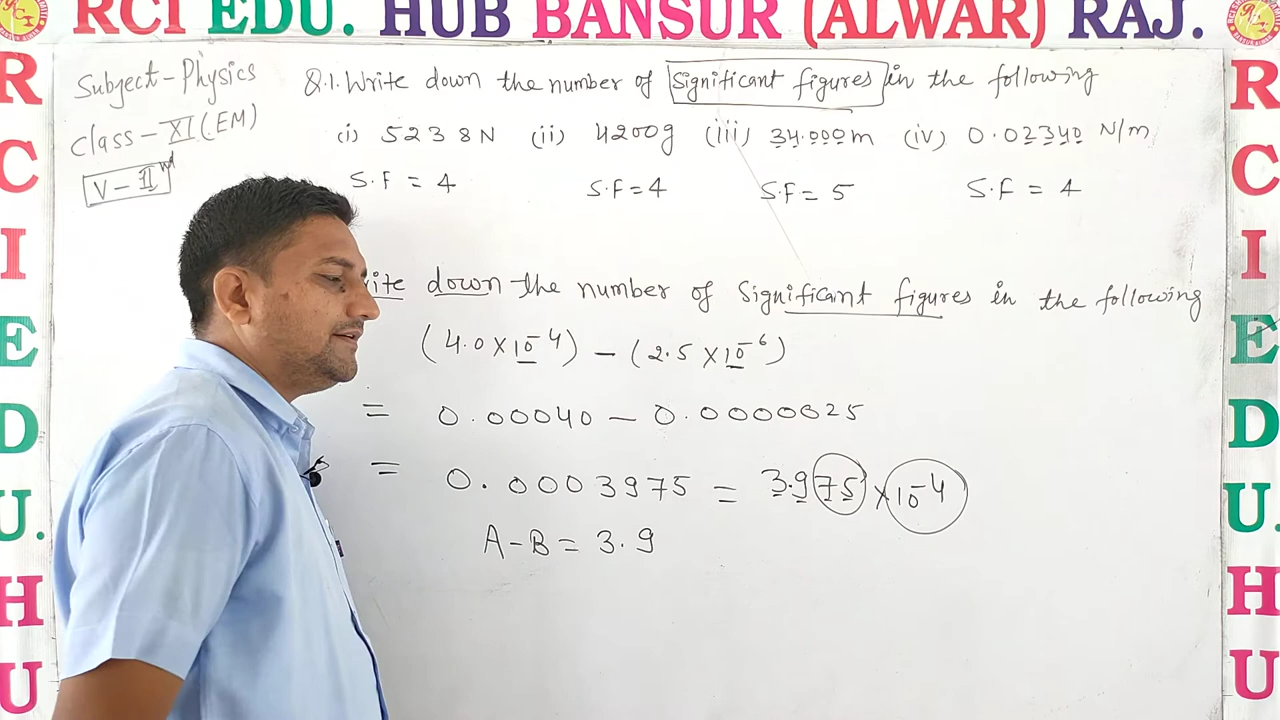 RCI EDU. HUB BANSUR (ALWAR) RAJ.
R
C
I
E
D
U.
H
U
Subject-Physics
Class-XI (EM)
V-II nd
Q.1. Write down the number of Significant figures in the following
(i) 5238N (ii) 4200g (iii) 34.000m (iv) 0.02340 N/m
S.F = 4 S.F=4 S.F= 5 S.F = 4
down the number of Significant figures in the following
(4.0×10⁻⁴) – (2.5×10⁻⁶)
= 0.00040 – 0.0000025
= 0.0003975 = 3.975 ×10⁻⁴
A-B = 3.9
R
C
I
E
D
U.
H
U